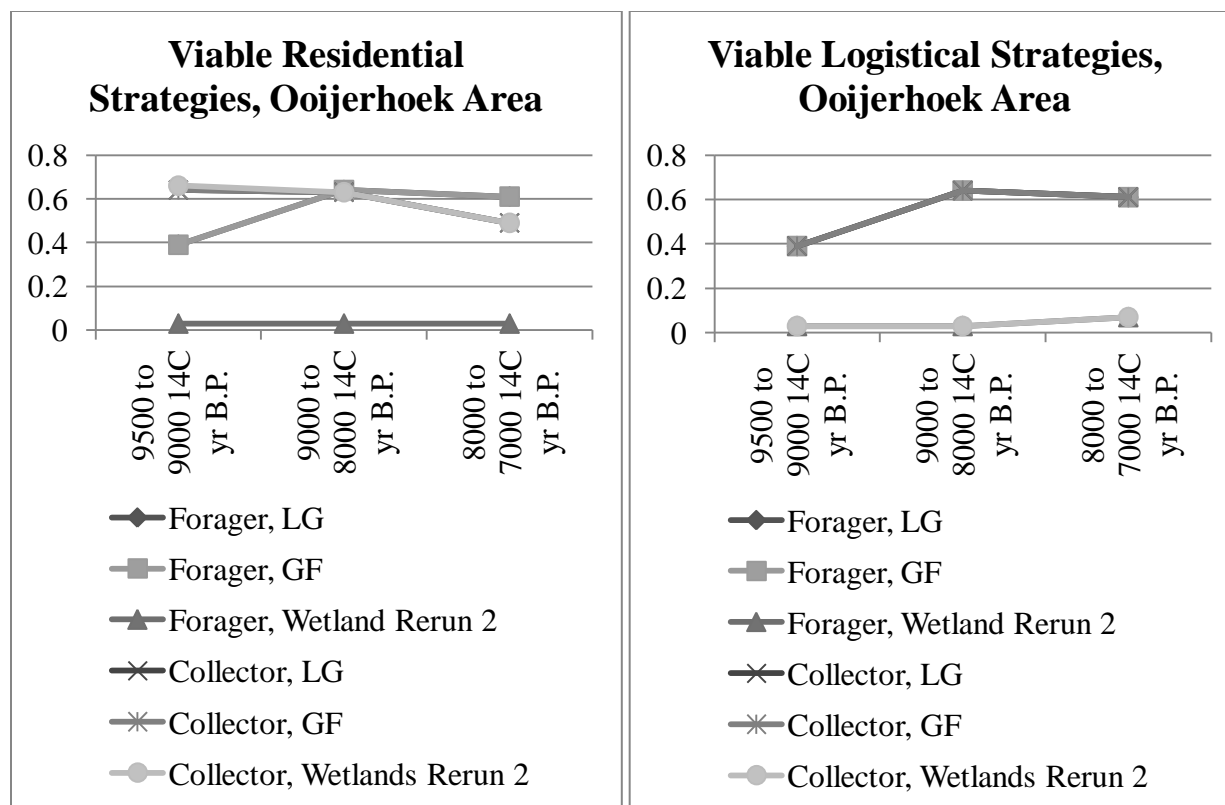 Viable Residential
Strategies, Ooijerhoek Area
0.8
0.6
0.4
0.2
0
9500 to
9000 14C
yr B.P.
9000 to
8000 14C
yr B.P.
8000 to
7000 14C
yr B.P.
Forager, LG
Forager, GF
Forager, Wetland Rerun 2
Collector, LG
Collector, GF
Collector, Wetlands Rerun 2
Viable Logistical Strategies,
Ooijerhoek Area
0.8
0.6
0.4
0.2
0
9500 to
9000 14C
yr B.P.
9000 to
8000 14C
yr B.P.
8000 to
7000 14C
yr B.P.
Forager, LG
Forager, GF
Forager, Wetland Rerun 2
Collector, LG
Collector, GF
Collector, Wetlands Rerun 2